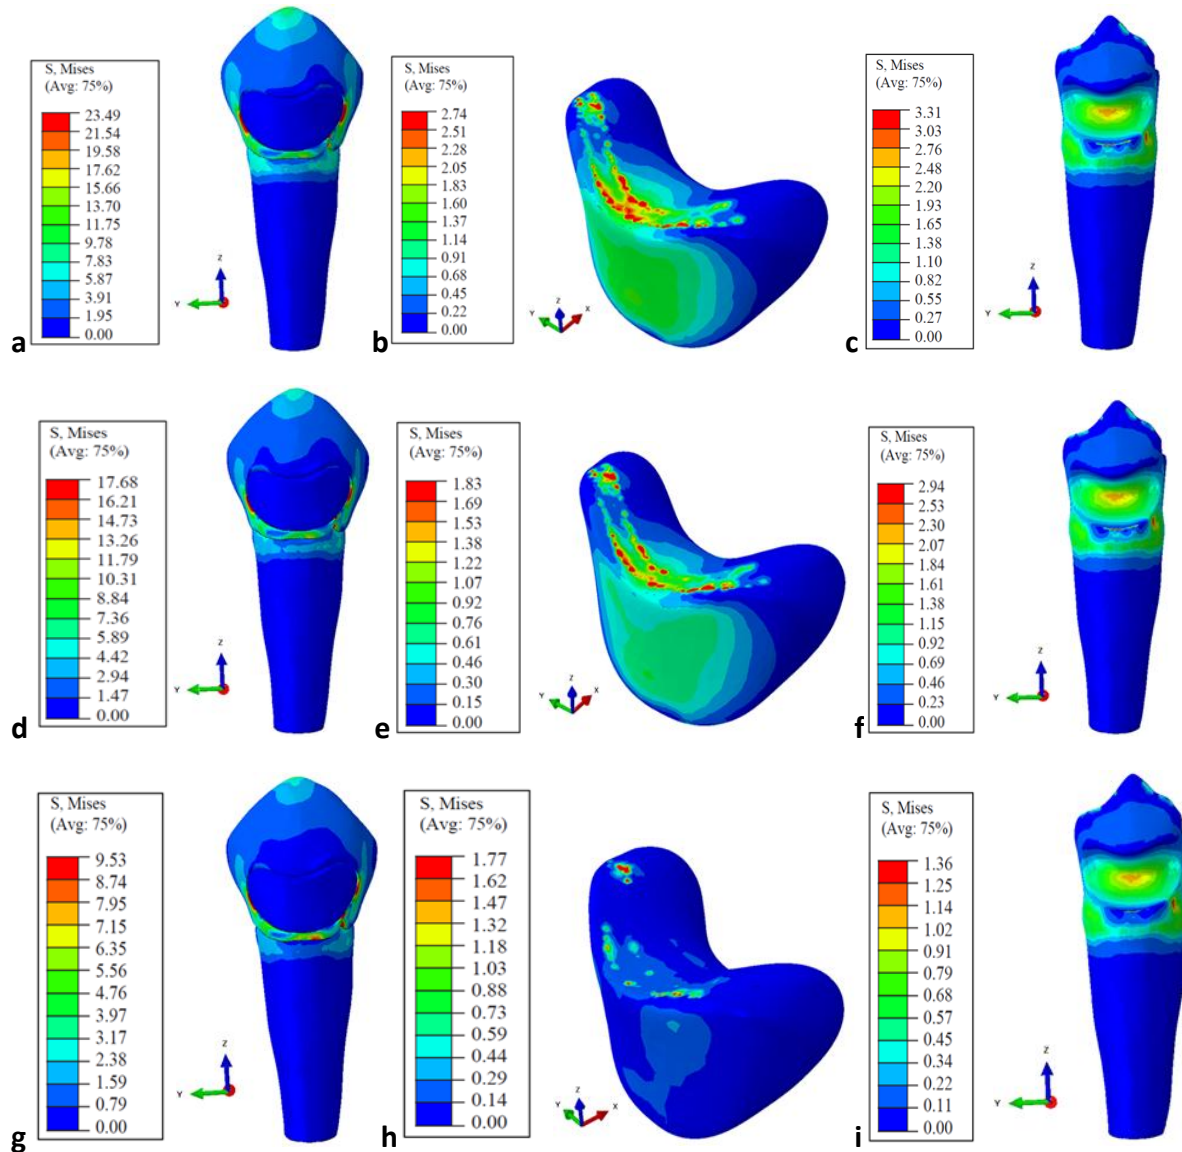 S, Mises
(Avg: 75%)
23.49
21.54
19.58
17.62
15.66
13.70
11.75
9.78
7.83
5.87
3.91
1.95
0.00
Z
Y
a
S, Mises
(Avg: 75%)
2.74
2.51
2.28
2.05
1.83
1.60
1.37
1.14
0.91
0.68
0.45
0.22
0.00
Z
Y
X
b
S, Mises
(Avg: 75%)
3.31
3.03
2.76
2.48
2.20
1.93
1.65
1.38
1.10
0.82
0.55
0.27
0.00
Z
Y
c
S, Mises
(Avg: 75%)
17.68
16.21
14.73
13.26
11.79
10.31
8.84
7.36
5.89
4.42
2.94
1.47
0.00
Z
Y
d
S, Mises
(Avg: 75%)
1.83
1.69
1.53
1.38
1.22
1.07
0.92
0.76
0.61
0.46
0.30
0.15
0.00
Z
Y
X
e
S, Mises
(Avg: 75%)
2.94
2.53
2.30
2.07
1.84
1.61
1.38
1.15
0.92
0.69
0.46
0.23
0.00
Z
Y
f
S, Mises
(Avg: 75%)
9.53
8.74
7.95
7.15
6.35
5.56
4.76
3.97
3.17
2.38
1.59
0.79
0.00
Z
Y
g
S, Mises
(Avg: 75%)
1.77
1.62
1.47
1.32
1.18
1.03
0.88
0.73
0.59
0.44
0.29
0.14
0.00
Z
Y
X
h
S, Mises
(Avg: 75%)
1.36
1.25
1.14
1.02
0.91
0.79
0.68
0.57
0.45
0.34
0.22
0.11
0.00
Z
Y
i